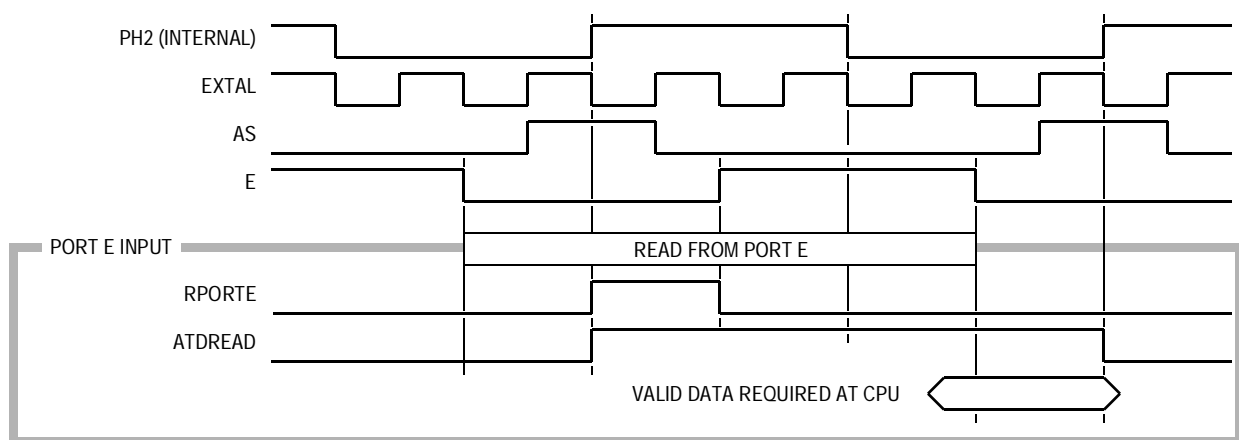 PH2 (INTERNAL)
EXTAL
AS
E
PORT E INPUT
READ FROM PORT E
RPORTE
ATDREAD
VALID DATA REQUIRED AT CPU